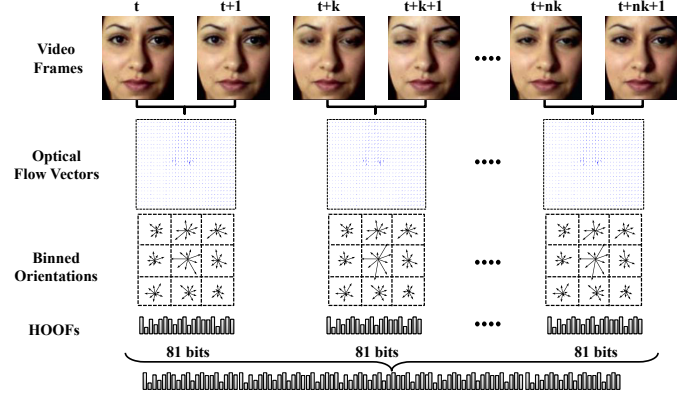 t t+1 t+k t+k+1 t+nk t+nk+1
Video
Frames
Optical
Flow Vectors
Binned
Orientations
HOOFs
81 bits 81 bits 81 bits